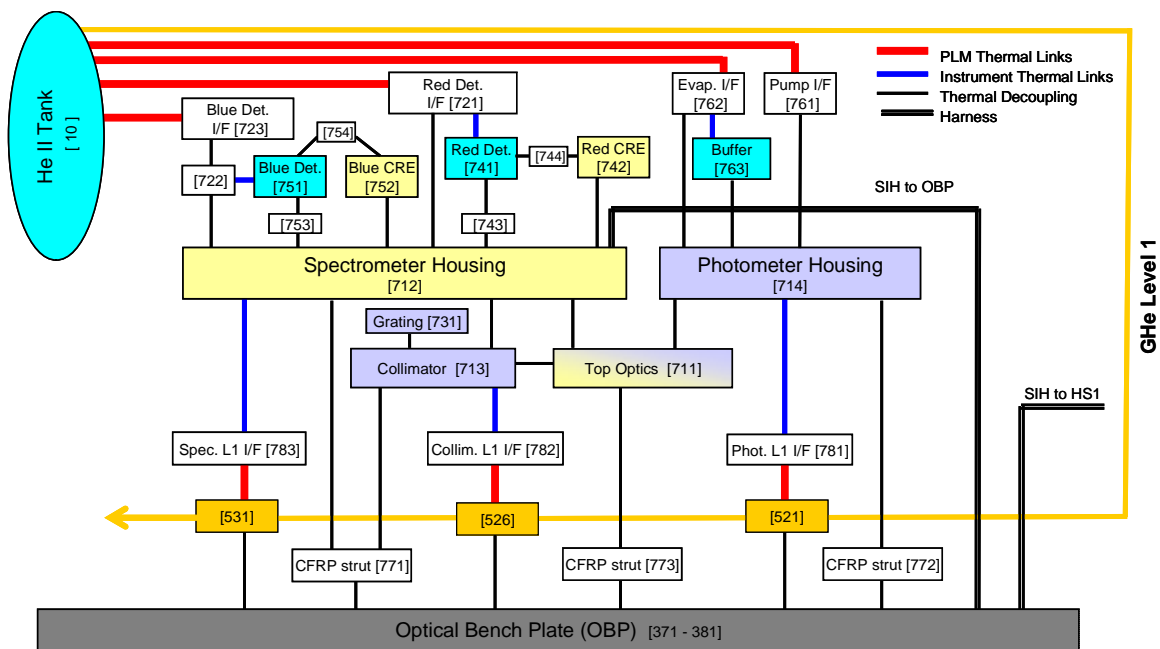 He II Tank
[ 10 ]
Blue Det.
I/F [723]
Red Det.
I/F [721]
Evap. I/F
[762]
Pump I/F
[761]
PLM Thermal Links
Instrument Thermal Links
Thermal Decoupling
Harness
[722]
[754]
Blue Det.
[751]
Blue CRE
[752]
Red Det.
[741]
[744]
Red CRE
[742]
Buffer
[763]
[753]
[743]
SIH to OBP
Spectrometer Housing
[712]
Photometer Housing
[714]
GHe Level 1
Grating [731]
Collimator [713]
Top Optics [711]
SIH to HS1
Spec. L1 I/F [783]
Collim. L1 I/F [782]
Phot. L1 I/F [781]
[531]
[526]
[521]
CFRP strut [771]
CFRP strut [773]
CFRP strut [772]
Optical Bench Plate (OBP) [371 - 381]